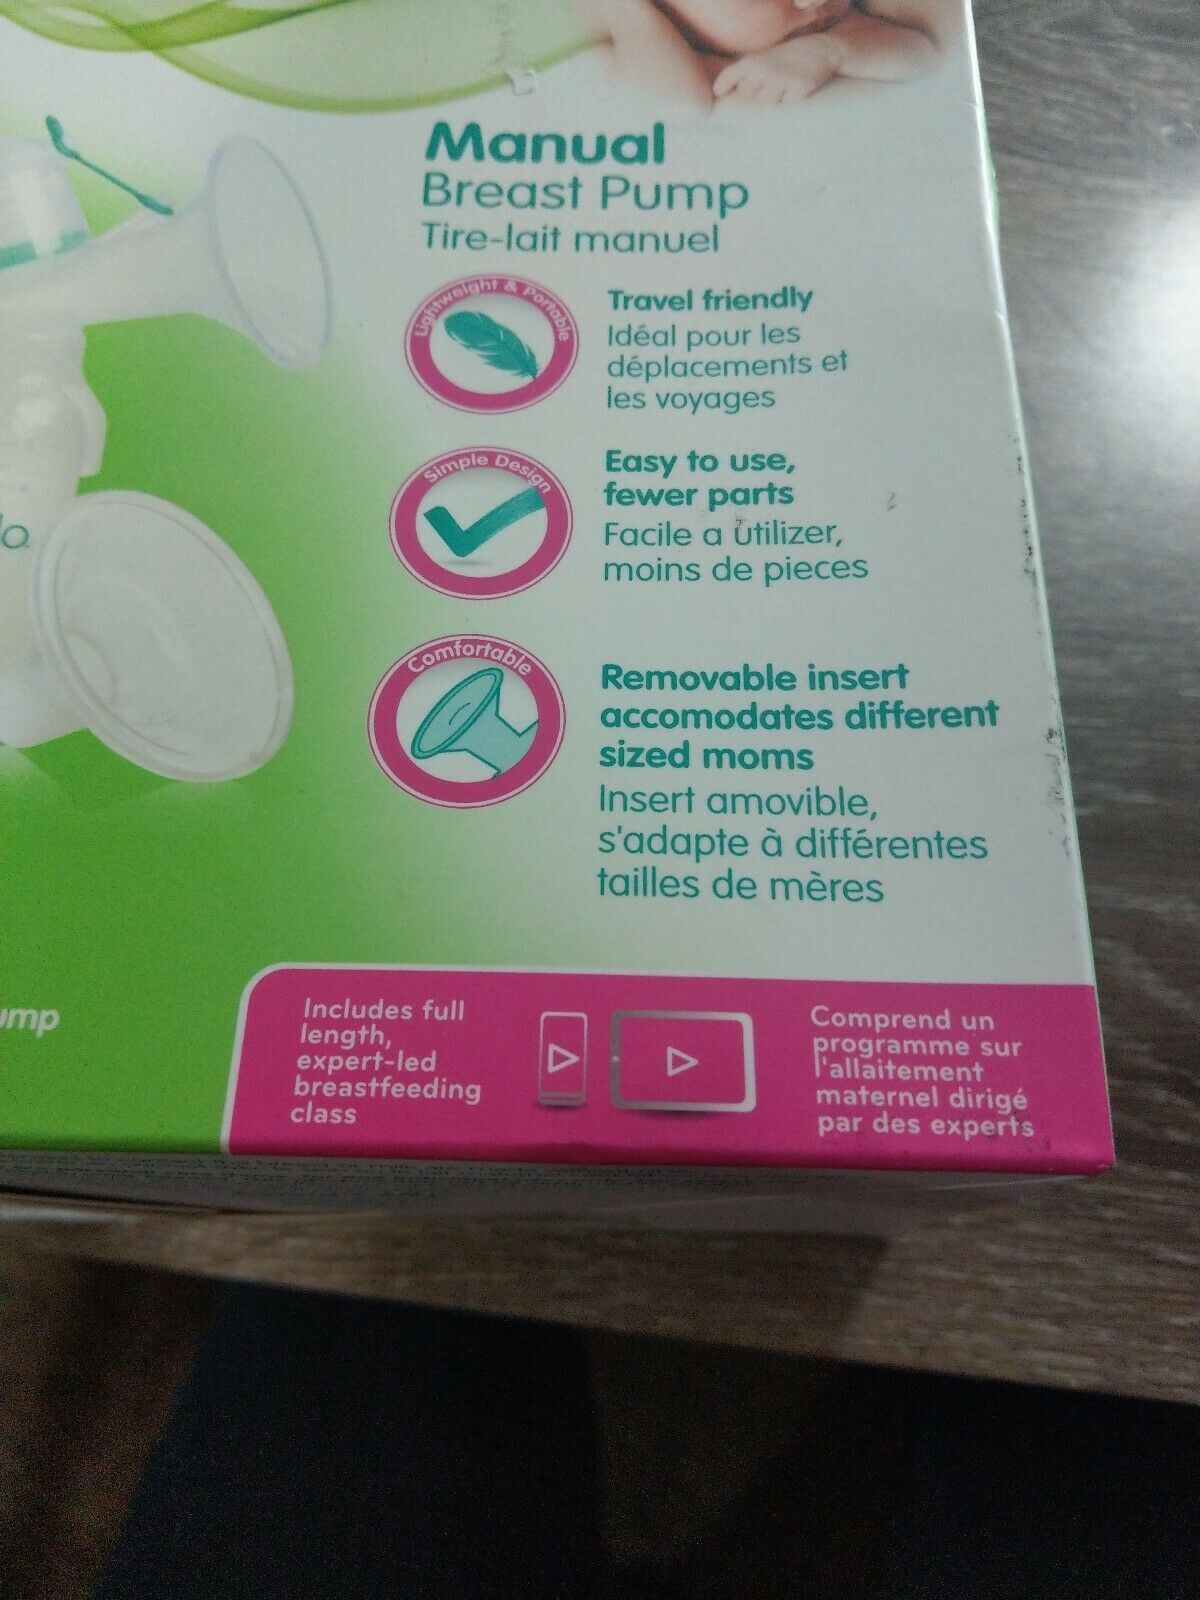 Manual
Breast Pump
Tire-lait manuel
Lightweight & Portable
Travel friendly
Idéal pour les
déplacements et
les voyages
Simple Design
Easy to use,
fewer parts
Facile a utilizer,
moins de pieces
Comfortable
Removable insert
accomodates different
sized moms
Insert amovible,
s'adapte à différentes
tailles de mères
lo
ump
Includes full
length,
expert-led
breastfeeding
class
Comprend un
programme sur
l'allaitement
maternel dirigé
par des experts